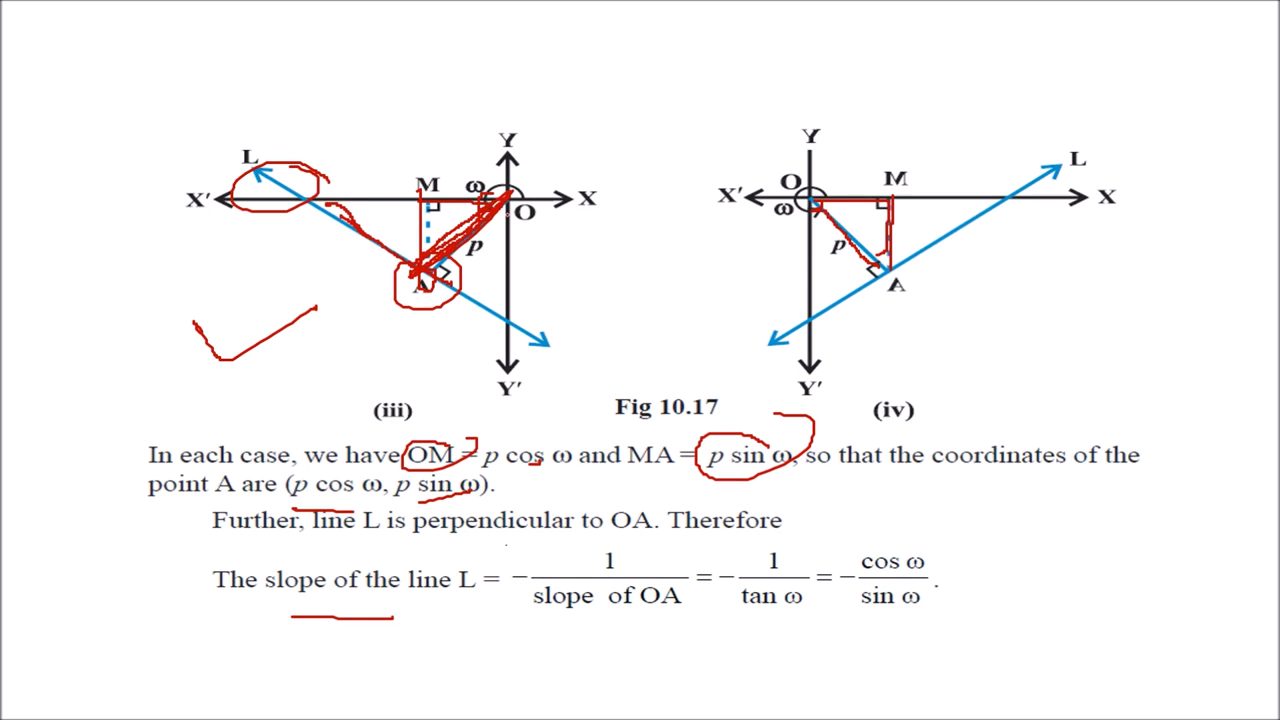 Y Y
L M ω L
X′ X X′ O M X
O ω
p p
A A
Y′ Y′
(iii) Fig 10.17 (iv)
In each case, we have OM = p cos ω and MA = p sin ω, so that the coordinates of the
point A are (p cos ω, p sin ω).
Further, line L is perpendicular to OA. Therefore
The slope of the line L = − 1 / slope of OA = − 1 / tan ω = − cos ω / sin ω .